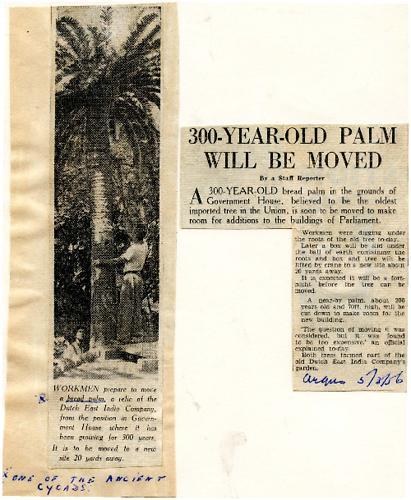 300-YEAR-OLD PALM
WILL BE MOVED
By a Staff Reporter
A 300-YEAR-OLD bread palm in the grounds of
Government House, believed to be the oldest
imported tree in the Union, is soon to be moved to make
room for additions to the buildings of Parliament.
Workmen were digging under
the roots of the old tree to-day.
Later a box will be slid under
the ball of earth containing the
roots and box and tree will be
lifted by crane to a new site about
20 yards away.
It is expected it will be a fort-
night before the tree can be
moved.
A near-by palm, about 200
years old and 70ft. high, will be
cut down to make room for the
new building.
'The question of moving it was
considered, but it was found
to be too expensive,' an official
explained to-day.
Both trees formed part of the
old Dutch East India Company's
garden.
Argus 5/2/56
WORKMEN prepare to move
a bread palm, a relic of the
Dutch East India Company,
from the position in Govern-
ment House where it has
been growing for 300 years.
It is to be moved to a new
site 20 yards away.
ONE OF THE ANCIENT
CYCADS.